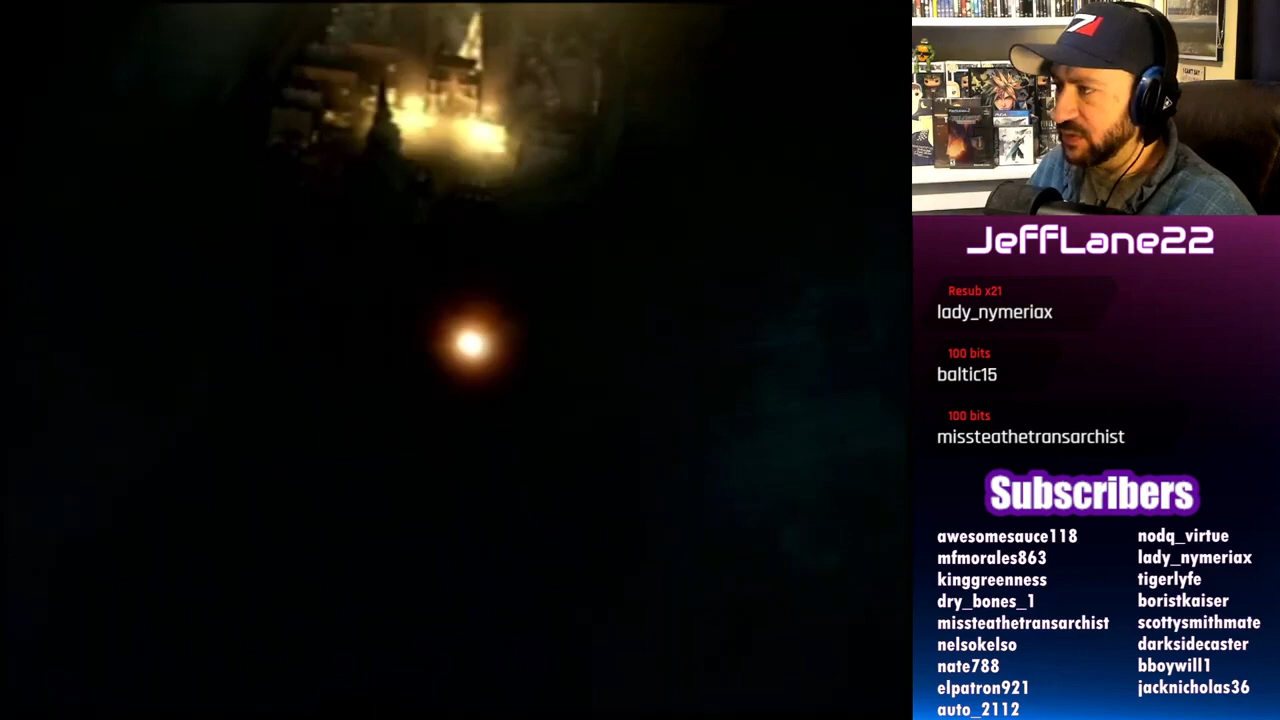 JeffLane22
Resub x21
lady_nymeriax
100 bits
baltic15
100 bits
missteathetransarchist
Subscribers
awesomesauce118
mfmorales863
kinggreenness
dry_bones_1
missteathetransarchist
nelsokelso
nate788
elpatron921
auto_2112
nodq_virtue
lady_nymeriax
tigerlyfe
boristkaiser
scottysmithmate
darksidecaster
bboywill1
jacknicholas36